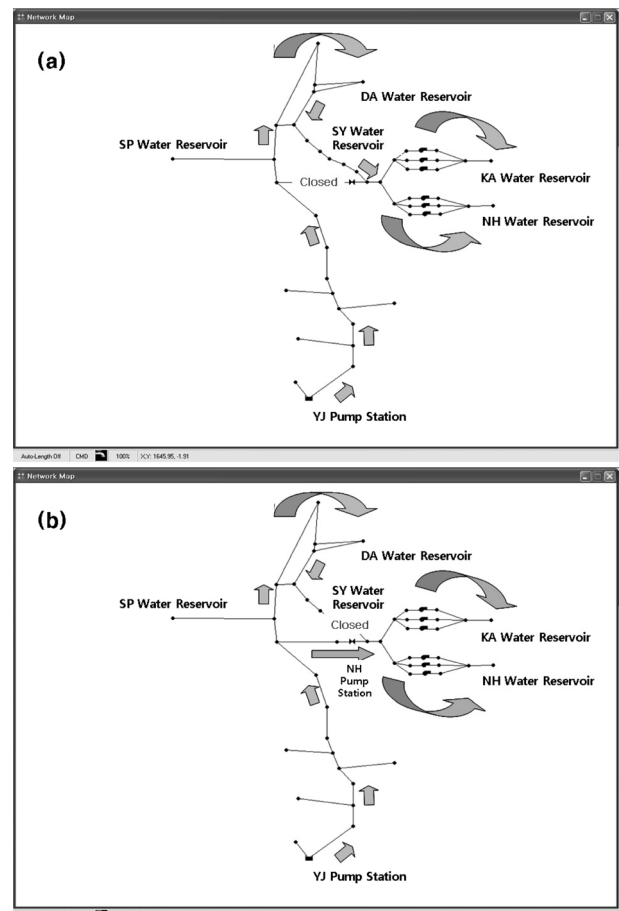 Network Map
(a)
DA Water Reservoir
SY Water
Reservoir
SP Water Reservoir
Closed
KA Water Reservoir
NH Water Reservoir
YJ Pump Station
Auto-Length Off CMD 100% X,Y: 1645.95, -1.91
Network Map
(b)
DA Water Reservoir
SY Water
Reservoir
SP Water Reservoir
Closed
KA Water Reservoir
NH
Pump
Station
NH Water Reservoir
YJ Pump Station